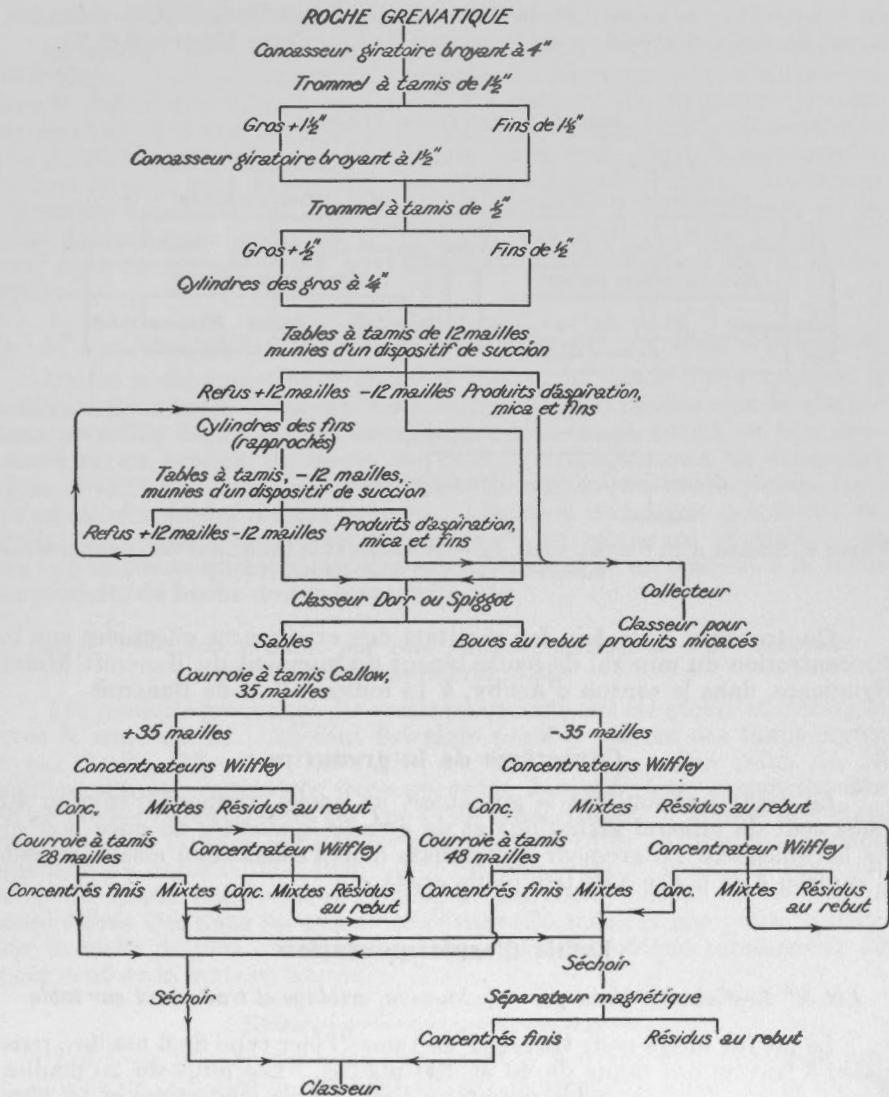 ROCHE GRENATIQUE
Concasseur giratoire broyant à 4"
Trommel à tamis de 1½"
Gros + 1½"
Fins de 1½"
Concasseur giratoire broyant à 1½"
Trommel à tamis de ½"
Gros + ½"
Fins de ½"
Cylindres des gros à ¼"
Tables à tamis de 12 mailles
munies d'un dispositif de succion
Refus +12 mailles
-12 mailles
Produits d'aspiration,
mica et fins
Cylindres des fins
(rapprochés)
Tables à tamis, -12 mailles,
munies d'un dispositif de succion
Refus +12 mailles
-12 mailles
Produits d'aspiration,
mica et fins
Collecteur
Classeur pour
produits micacés
Classeur Dorr ou Spiggot
Sables
Boues au rebut
Courroie à tamis Callow,
35 mailles
+35 mailles
-35 mailles
Concentrateurs Wilfley
Concentrateurs Wilfley
Conc.
Mixtes
Résidus au rebut
Conc.
Mixtes
Résidus au rebut
Courroie à tamis
28 mailles
Concentrateur Wilfley
Courroie à tamis
48 mailles
Concentrateur Wilfley
Concentrés finis
Mixtes
Conc.
Mixtes
Résidus
au rebut
Concentrés finis
Mixtes
Conc.
Mixtes
Résidus
au rebut
Séchoir
Séchoir
Séparateur magnétique
Concentrés finis
Résidus au rebut
Classeur